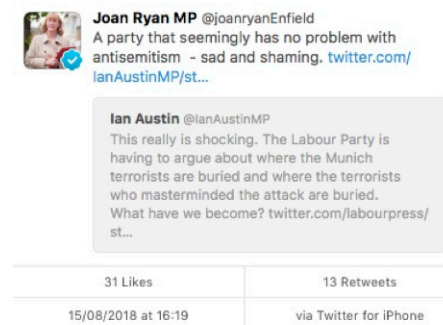 Joan Ryan MP @joanryanEnfield
A party that seemingly has no problem with
antisemitism - sad and shaming. twitter.com/
IanAustinMP/st...
Ian Austin @IanAustinMP
This really is shocking. The Labour Party is
having to argue about where the Munich
terrorists are buried and where the terrorists
who masterminded the attack are buried.
What have we become? twitter.com/labourpress/
st...
31 Likes
13 Retweets
15/08/2018 at 16:19
via Twitter for iPhone